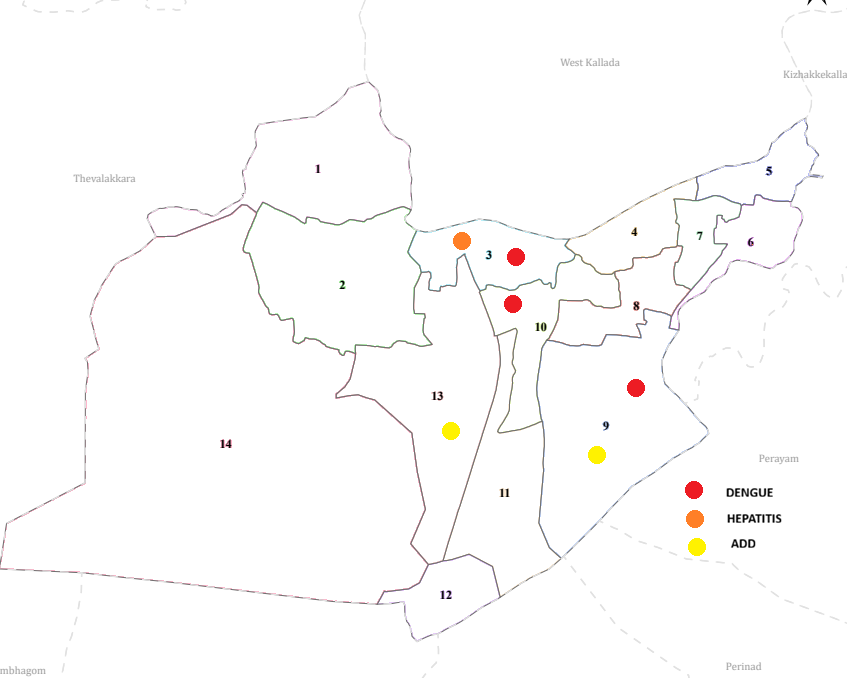 West Kallada
Kizhakkekalla
Thevalakkara
1
5
4
7
6
3
2
8
10
13
9
14
Perayam
11
DENGUE
HEPATITIS
ADD
12
Perinad
mbhagom